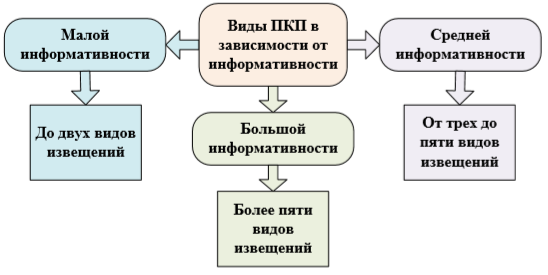 Виды ПКП в
зависимости от
информативности
Малой
информативности
До двух видов
извещений
Большой
информативности
Более пяти
видов
извещений
Средней
информативности
От трех до
пяти видов
извещений